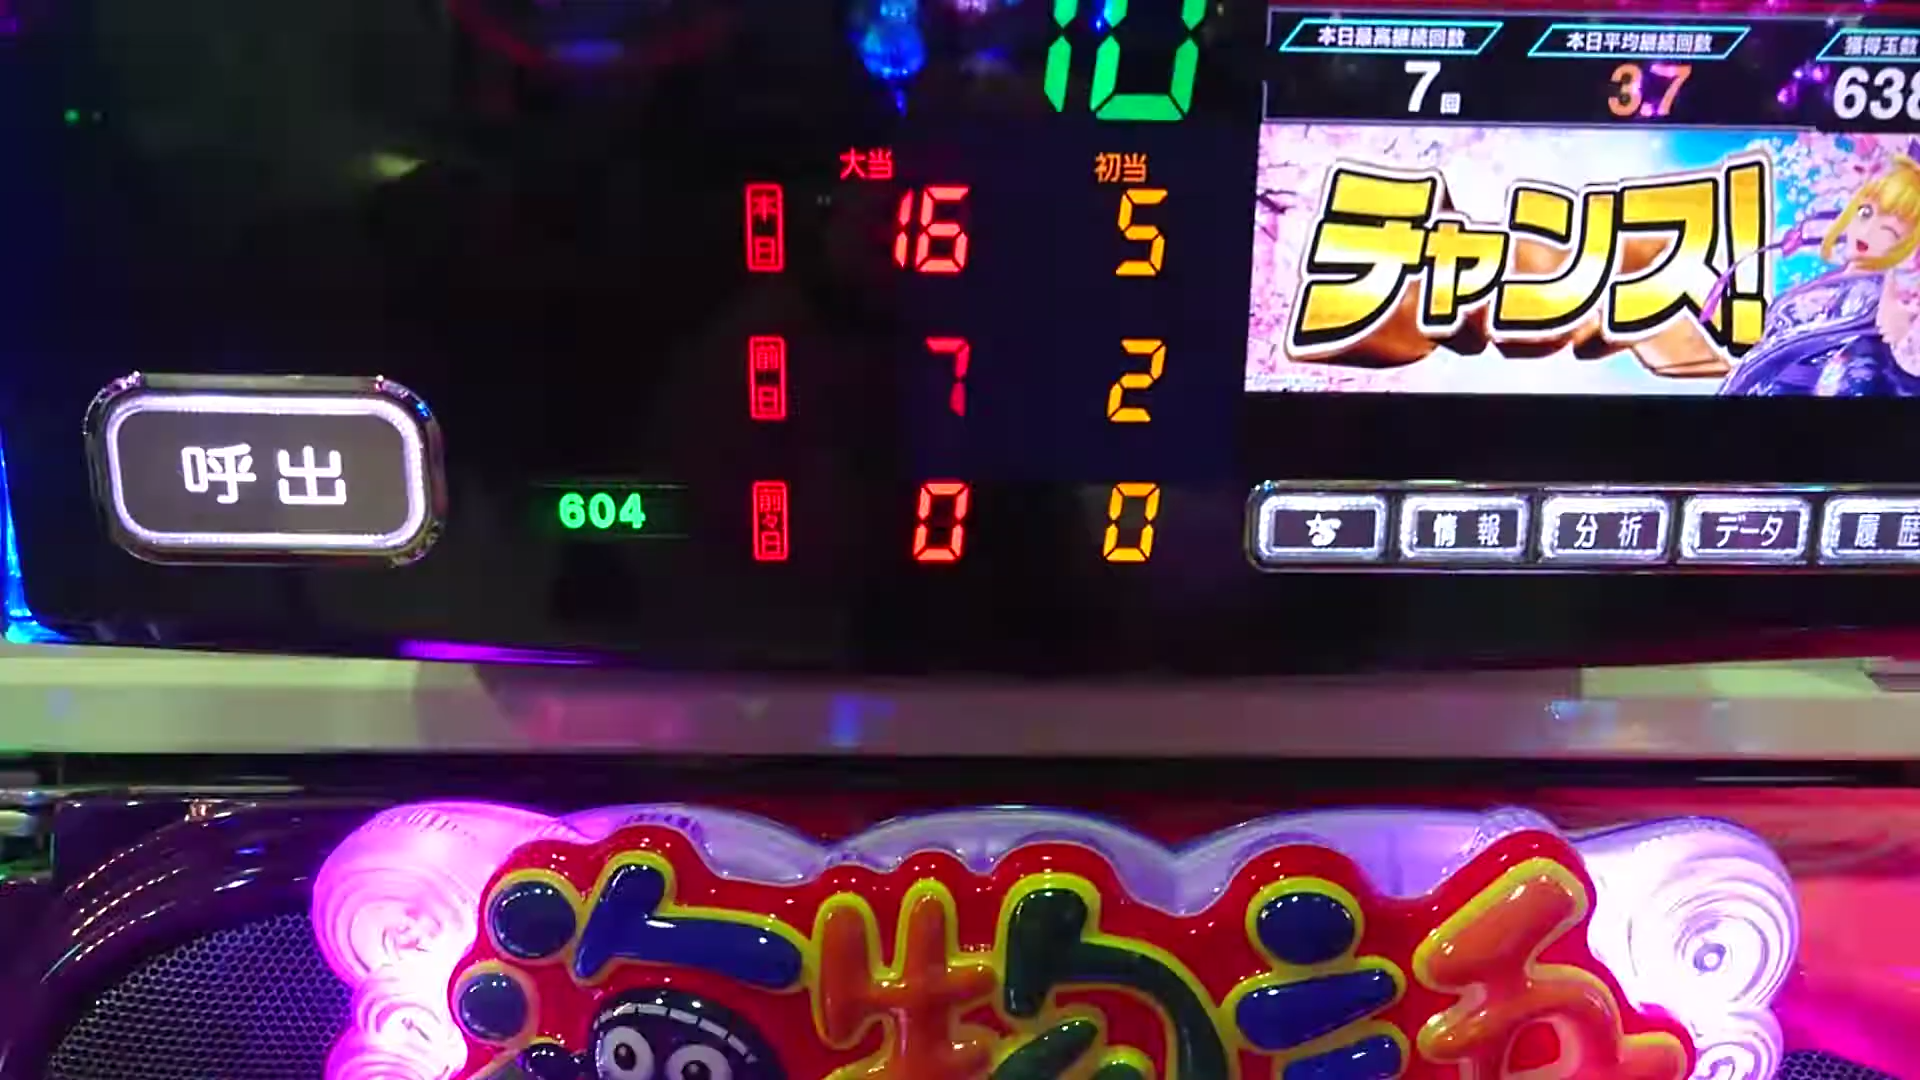 10
本日最高継続回数 本日平均継続回数 獲得玉数
7回 3.7 638
大当 初当
本日 16 5
チャンス!
前日 7 2
呼出
604
前々日 0 0
情報 分析 データ 履歴
海物語